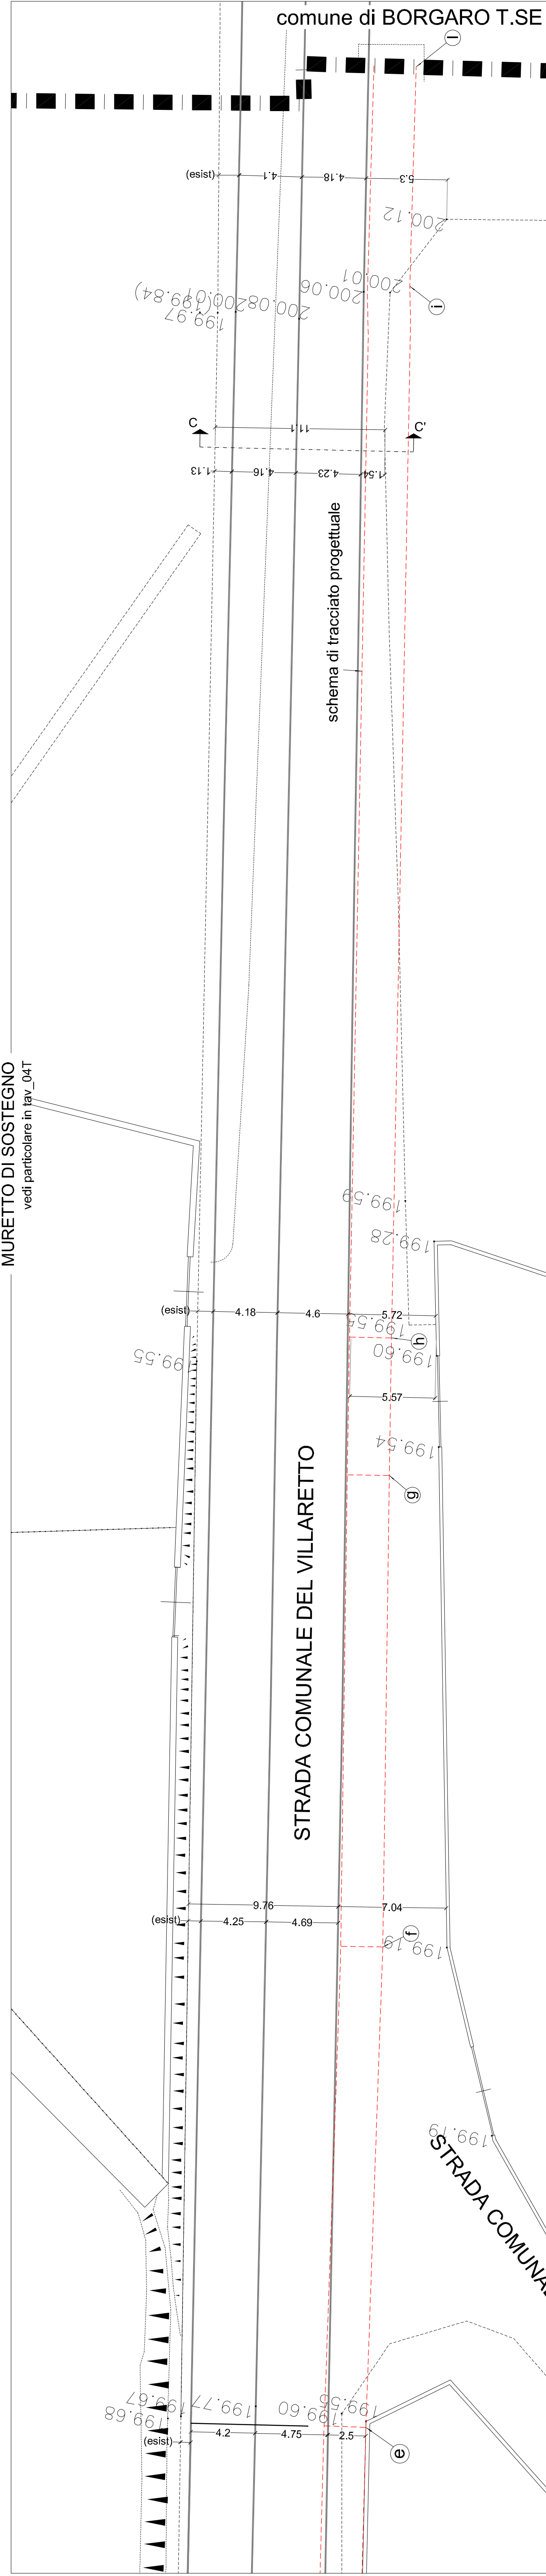 comune di BORGARO T.SE
l
(esist)
4.1
4.18
5.3
200.12
200.01
200.06
200.08
200.01
(199.84)
199.97
i
C
C'
11.1
1.13
4.16
4.23
1.54
schema di tracciato progettuale
MURETTO DI SOSTEGNO
vedi particolare in tav_04T
199.59
199.28
(esist)
4.18
4.6
5.72
199.55
h
199.60
199.55
5.57
199.54
g
STRADA COMUNALE DEL VILLARETTO
9.76
7.04
(esist)
4.25
4.69
f
199.19
199.19
STRADA COMUNAL
199.68
199.67
199.77
199.60
(esist)
4.2
4.75
2.5
e